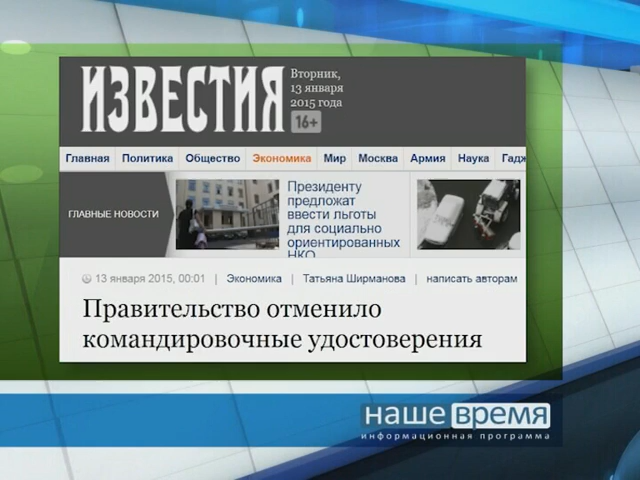 ИЗВЕСТИЯ
Вторник,
13 января
2015 года
16+
Главная Политика Общество Экономика Мир Москва Армия Наука Гадж
ГЛАВНЫЕ НОВОСТИ
Президенту
предложат
ввести льготы
для социально
ориентированных
НКО
13 января 2015, 00:01 | Экономика | Татьяна Ширманова | написать авторам
Правительство отменило
командировочные удостоверения
наше время
информационная программа